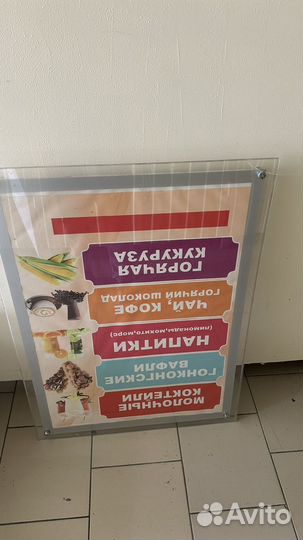 МОЛОЧНЫЕ
КОКТЕЙЛИ
ГОНКОНГСКИЕ
ВАФЛИ
НАПИТКИ
(лимонады, мохито, морс)
ЧАЙ, КОФЕ
ГОРЯЧИЙ ШОКОЛАД
ГОРЯЧАЯ
КУКУРУЗА
Avito